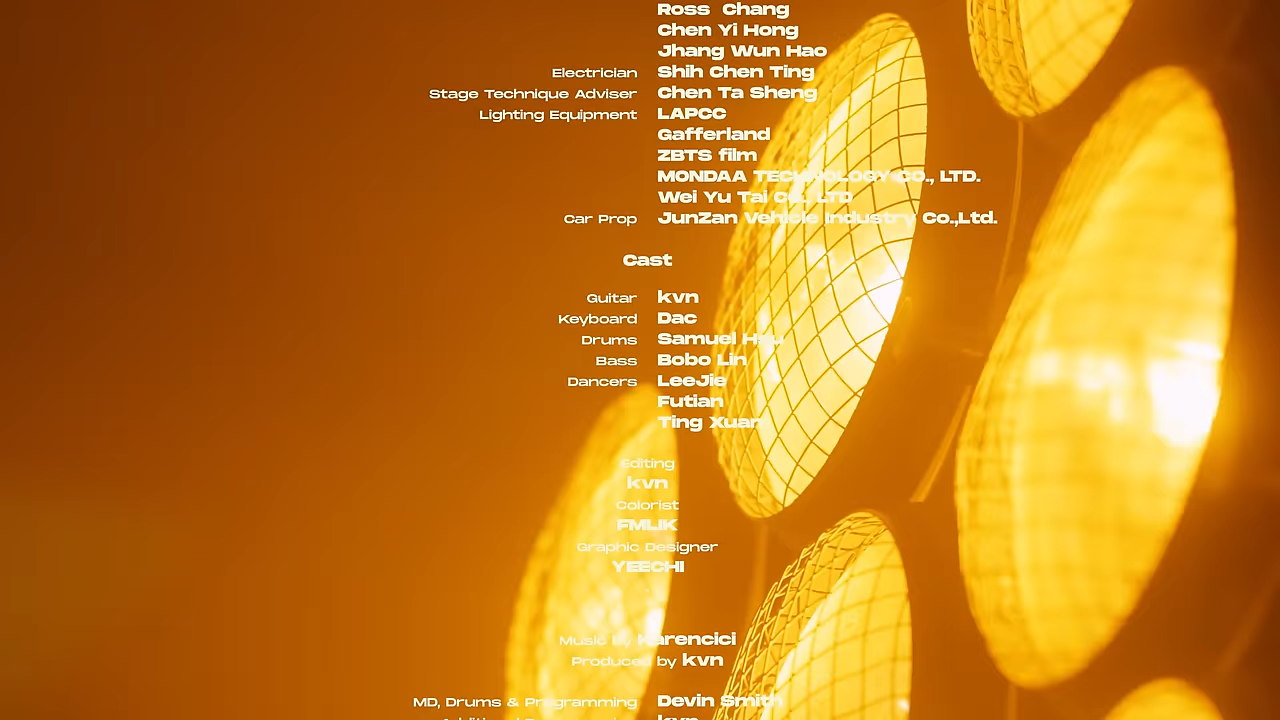 Ross Chang
Chen Yi Hong
Jhang Wun Hao
Electrician Shih Chen Ting
Stage Technique Adviser Chen Ta Sheng
Lighting Equipment LAPCC
Gafferland
ZBTS film
MONDAA TECHNOLOGY CO., LTD.
Wei Yu Tai Co., LTD
Car Prop JunZan Vehicle Industry Co.,Ltd.
Cast
Guitar kvn
Keyboard Dac
Drums Samuel Hsu
Bass Bobo Lin
Dancers LeeJie
Futian
Ting Xuan
Editing
kvn
Colorist
FMLIK
Graphic Designer
YEECHI
Music by Karencici
Produced by kvn
MD, Drums & Programming Devin Smith
kvn